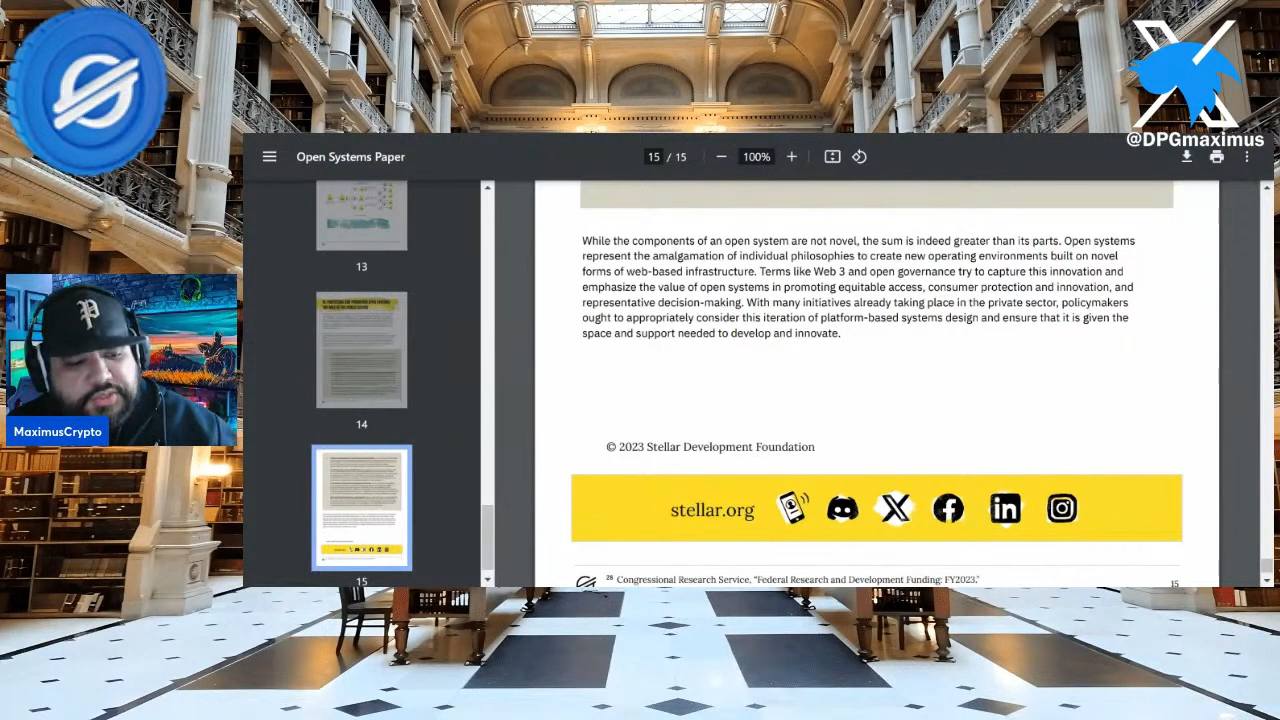 @DPGmaximus
Open Systems Paper
15 / 15
100%
13
While the components of an open system are not novel, the sum is indeed greater than its parts. Open systems
represent the amalgamation of individual philosophies to create new operating environments built on novel
forms of web-based infrastructure. Terms like Web 3 and open governance try to capture this innovation and
emphasize the value of open systems in promoting equitable access, consumer protection and innovation, and
representative decision-making. With many initiatives already taking place in the private sector, policymakers
ought to appropriately consider this iteration of platform-based systems design and ensure that it is given the
space and support needed to develop and innovate.
14
MaximusCrypto
© 2023 Stellar Development Foundation
stellar.org
15
28 Congressional Research Service, “Federal Research and Development Funding: FY2023.”
15